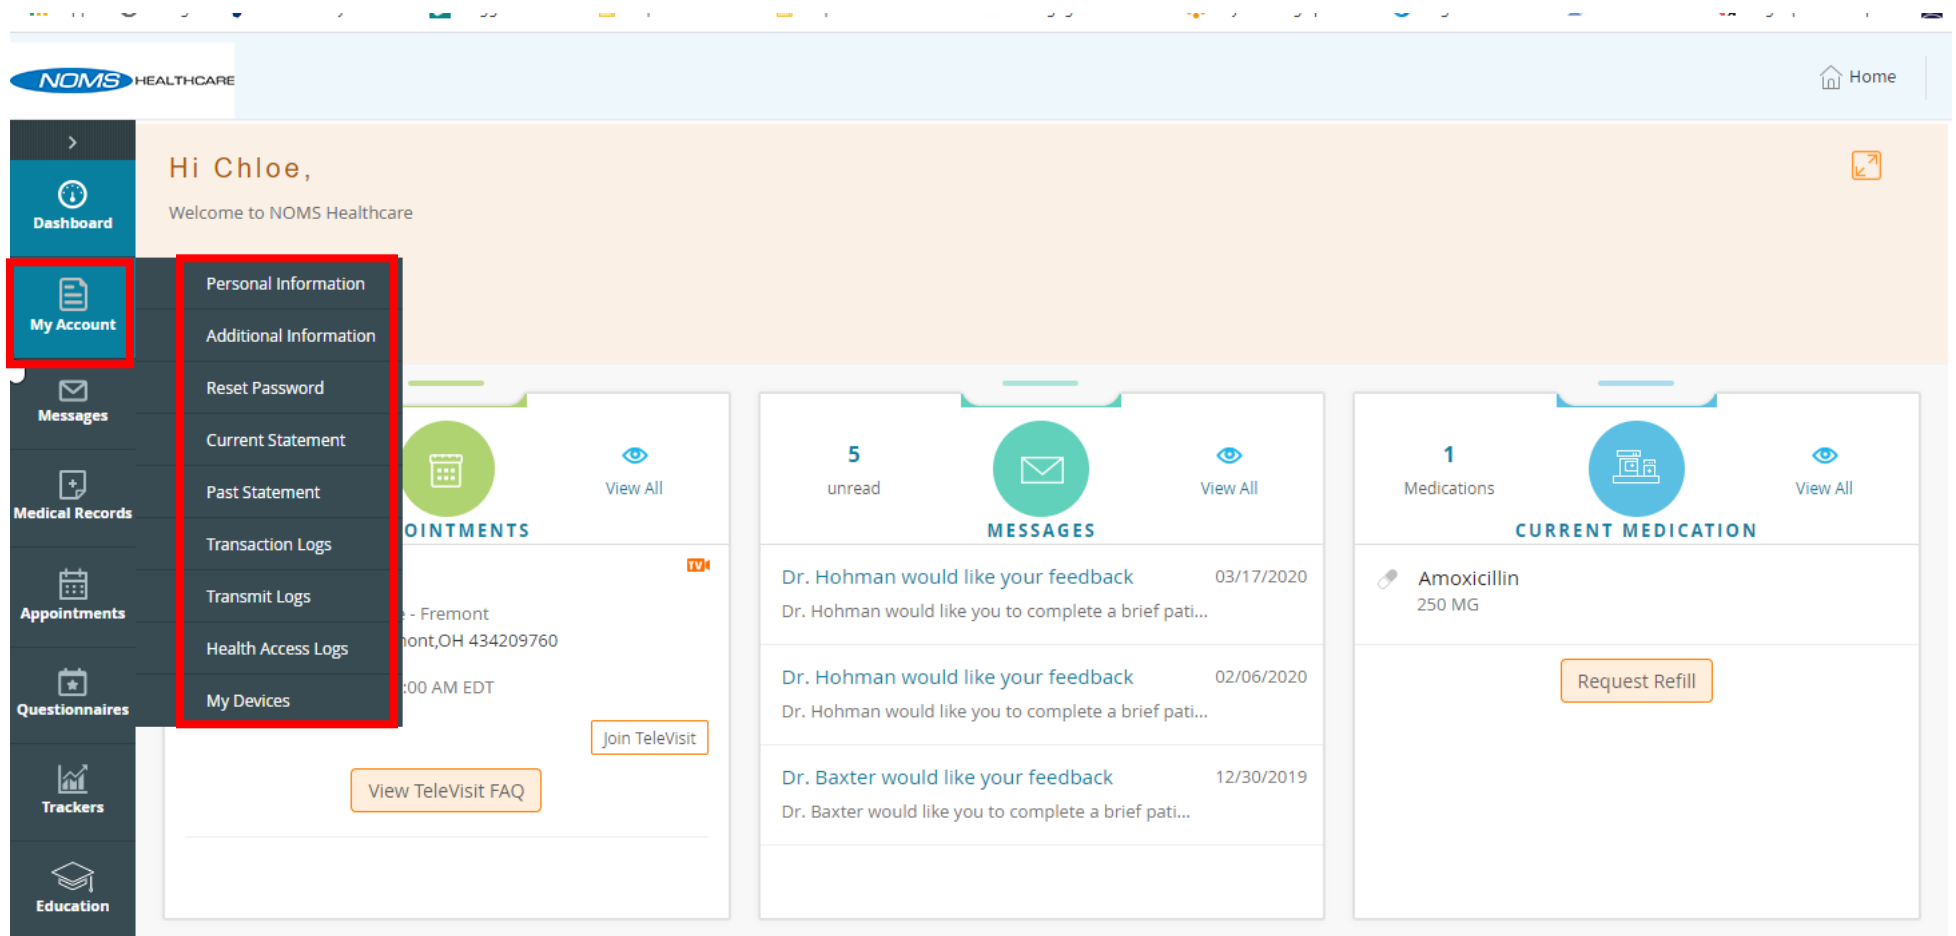 NOMS HEALTHCARE
Home
Hi Chloe,
Welcome to NOMS Healthcare
Dashboard
My Account
Messages
Medical Records
Appointments
Questionnaires
Trackers
Education
Personal Information
Additional Information
Reset Password
Current Statement
Past Statement
Transaction Logs
Transmit Logs
Health Access Logs
My Devices
View All
OINTMENTS
TV
- Fremont
mont,OH 434209760
:00 AM EDT
Join TeleVisit
View TeleVisit FAQ
5
unread
View All
MESSAGES
Dr. Hohman would like your feedback 03/17/2020
Dr. Hohman would like you to complete a brief pati...
Dr. Hohman would like your feedback 02/06/2020
Dr. Hohman would like you to complete a brief pati...
Dr. Baxter would like your feedback 12/30/2019
Dr. Baxter would like you to complete a brief pati...
1
Medications
View All
CURRENT MEDICATION
Amoxicillin
250 MG
Request Refill